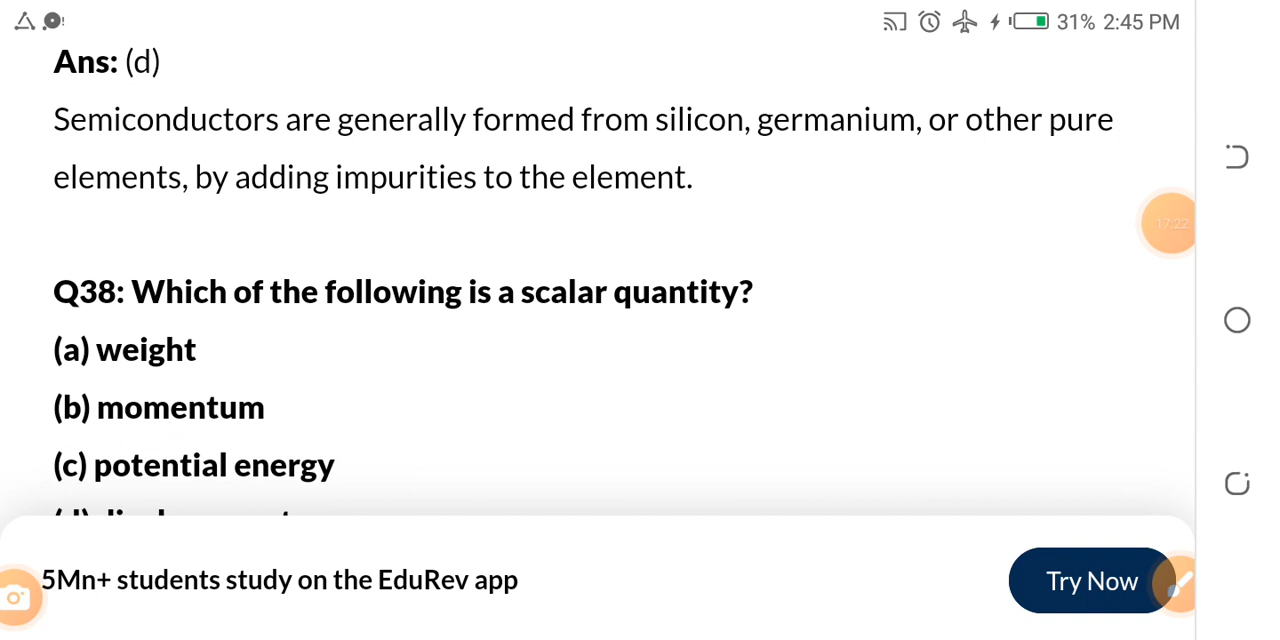 31% 2:45 PM
Ans: (d)
Semiconductors are generally formed from silicon, germanium, or other pure
elements, by adding impurities to the element.
17:22
Q38: Which of the following is a scalar quantity?
(a) weight
(b) momentum
(c) potential energy
5Mn+ students study on the EduRev app
Try Now